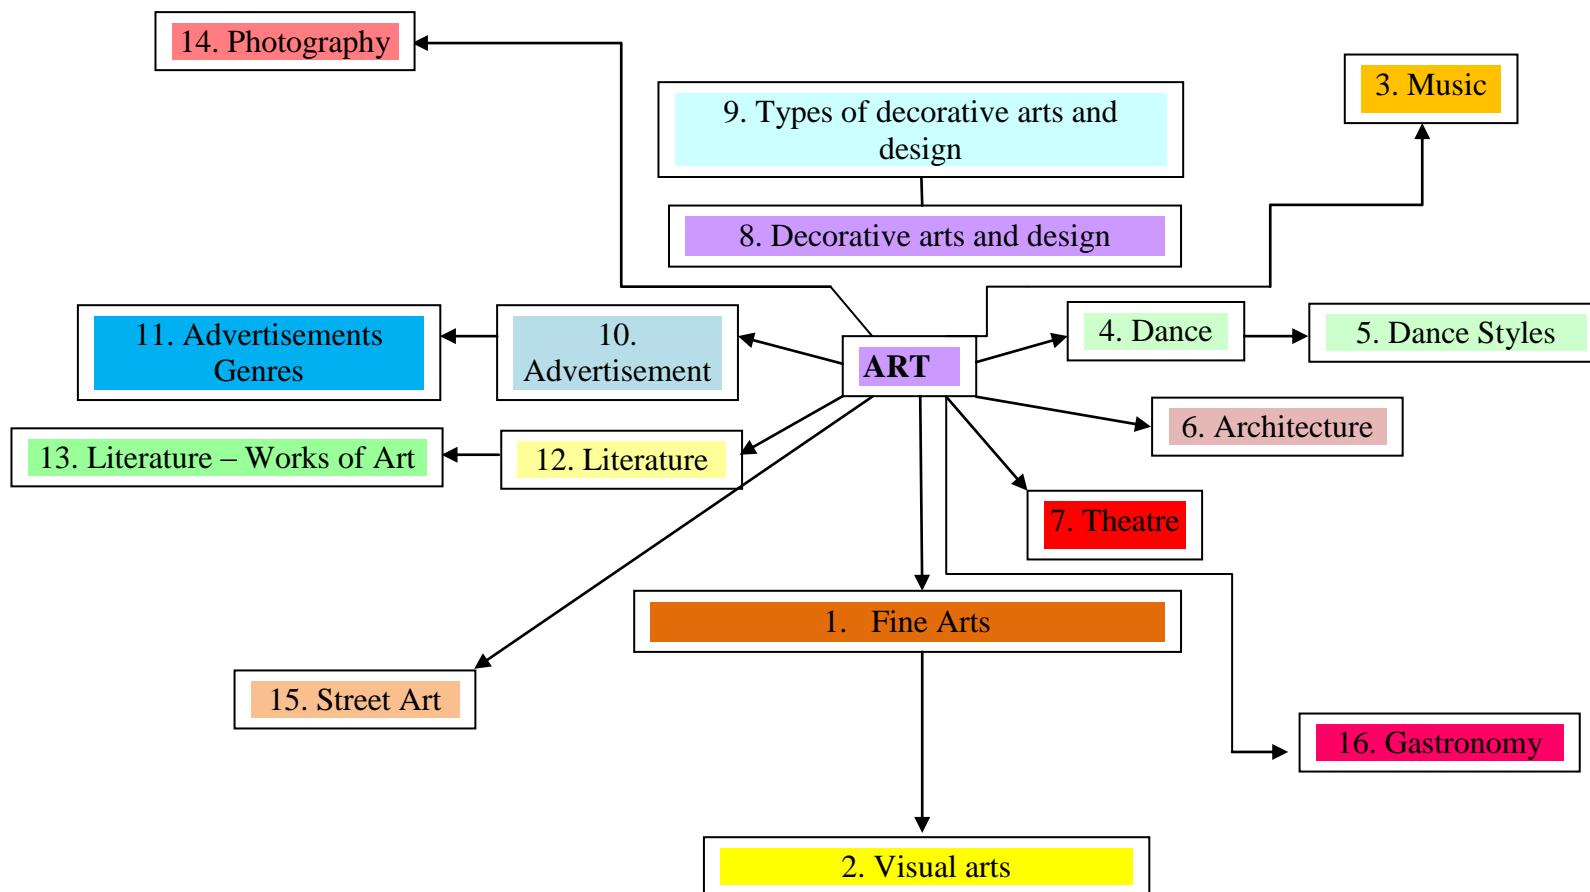 14. Photography
3. Music
9. Types of decorative arts and
design
8. Decorative arts and design
11. Advertisements
Genres
10.
Advertisement
ART
4. Dance
5. Dance Styles
6. Architecture
13. Literature – Works of Art
12. Literature
7. Theatre
1. Fine Arts
15. Street Art
16. Gastronomy
2. Visual arts